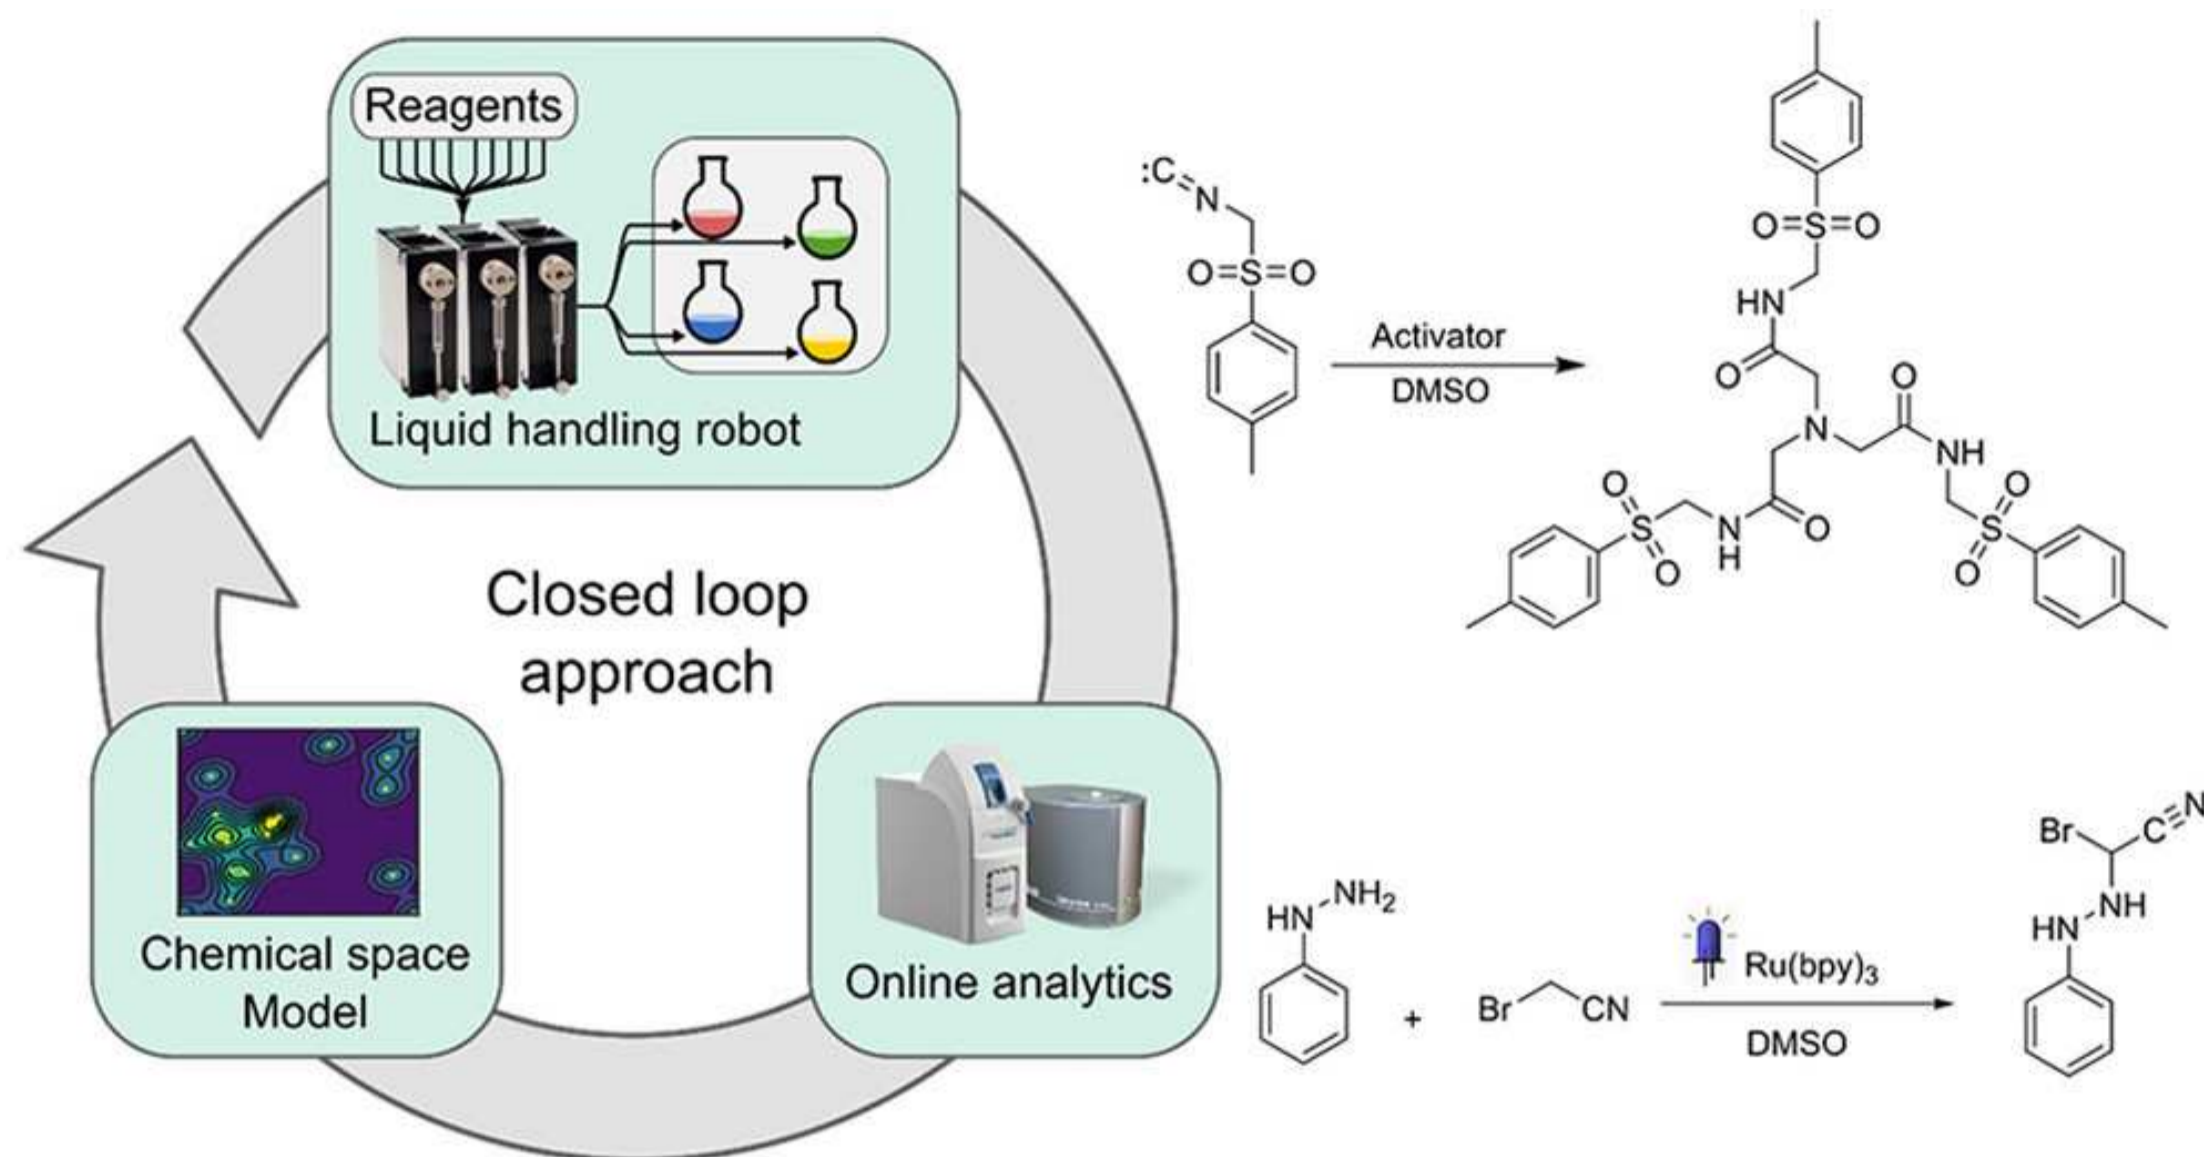 Reagents
Liquid handling robot
Closed loop
approach
Chemical space
Model
Online analytics
:C
N
O=S=O
Activator
DMSO
O=S=O
HN
O
O
N
NH
O
O
S
N
H
O
O
S
O
O
HN
NH2
+
Br
CN
Ru(bpy)3
DMSO
Br
C
N
NH
HN